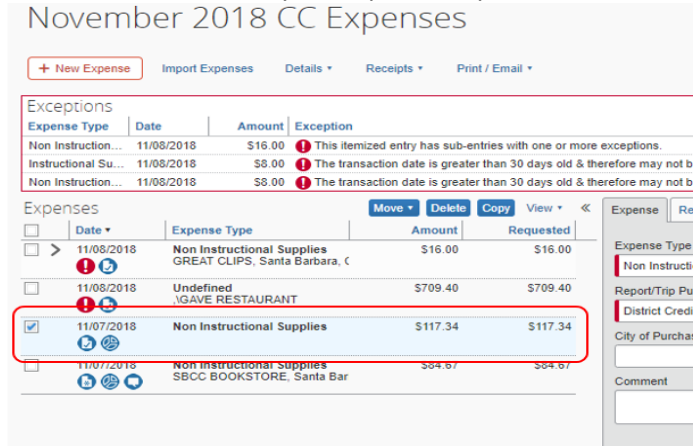 November 2018 CC Expenses
+ New Expense Import Expenses Details ▾ Receipts ▾ Print / Email ▾
Exceptions
Expense Type Date Amount Exception
Non Instruction... 11/08/2018 $16.00 This itemized entry has sub-entries with one or more exceptions.
Instructional Su... 11/08/2018 $8.00 The transaction date is greater than 30 days old & therefore may not b
Non Instruction... 11/08/2018 $8.00 The transaction date is greater than 30 days old & therefore may not b
Expenses Move ▾ Delete Copy View ▾ «
Date ▾ Expense Type Amount Requested
11/08/2018 Non Instructional Supplies $16.00 $16.00
GREAT CLIPS, Santa Barbara, (
11/08/2018 Undefined $709.40 $709.40
,\GAVE RESTAURANT
11/07/2018 Non Instructional Supplies $117.34 $117.34
11/07/2018 Non Instructional Supplies $84.67 $84.67
SBCC BOOKSTORE, Santa Bar
Expense Re
Expense Type
Non Instructi
Report/Trip Pu
District Credi
City of Purchas
Comment